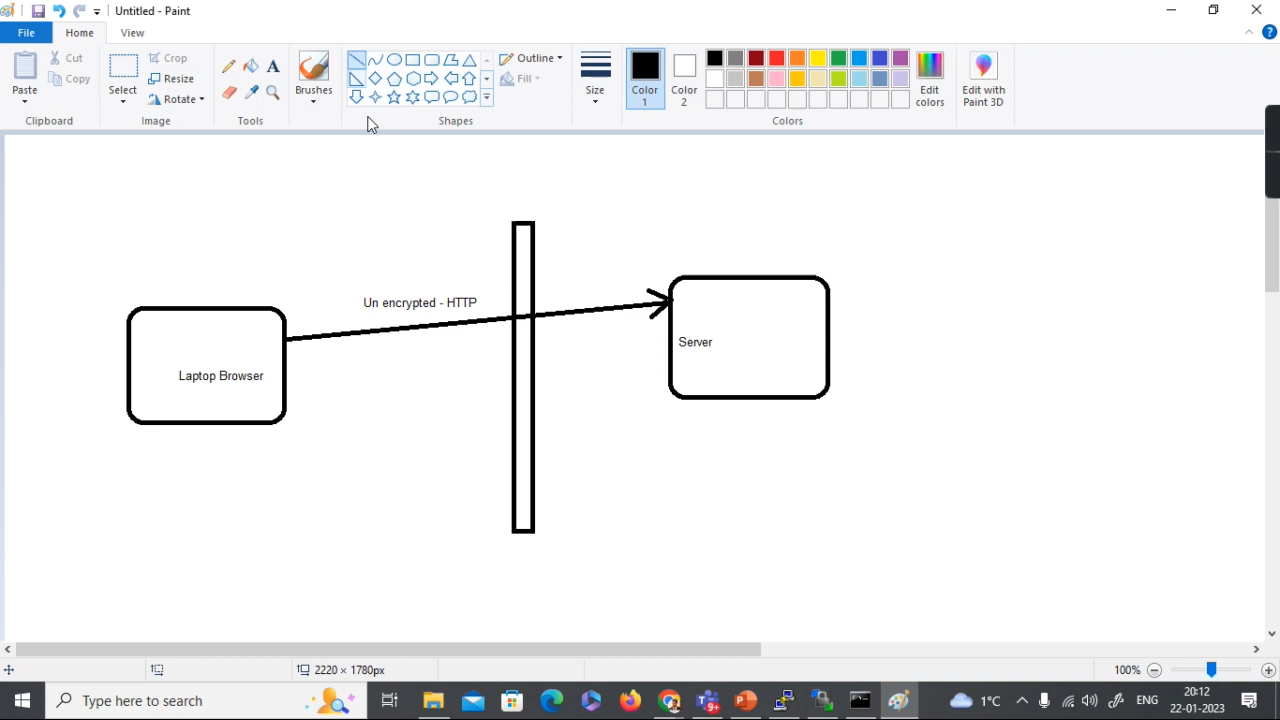 Untitled - Paint
File
Home
View
Paste
Cut
Copy
Clipboard
Select
Crop
Resize
Rotate
Image
A
Tools
Brushes
Outline
Fill
Shapes
Size
Color
1
Color
2
Edit
colors
Colors
Edit with
Paint 3D
?
Un encrypted - HTTP
Laptop Browser
Server
2220 × 1780px
100%
Type here to search
9+
1°C
ENG
20:12
22-01-2023